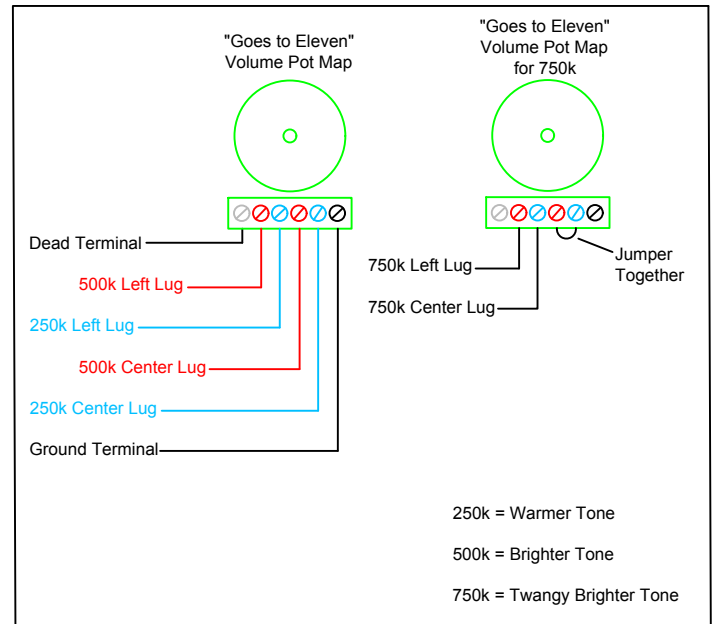 "Goes to Eleven"
Volume Pot Map
Dead Terminal
500k Left Lug
250k Left Lug
500k Center Lug
250k Center Lug
Ground Terminal
"Goes to Eleven"
Volume Pot Map
for 750k
750k Left Lug
750k Center Lug
Jumper
Together
250k = Warmer Tone
500k = Brighter Tone
750k = Twangy Brighter Tone